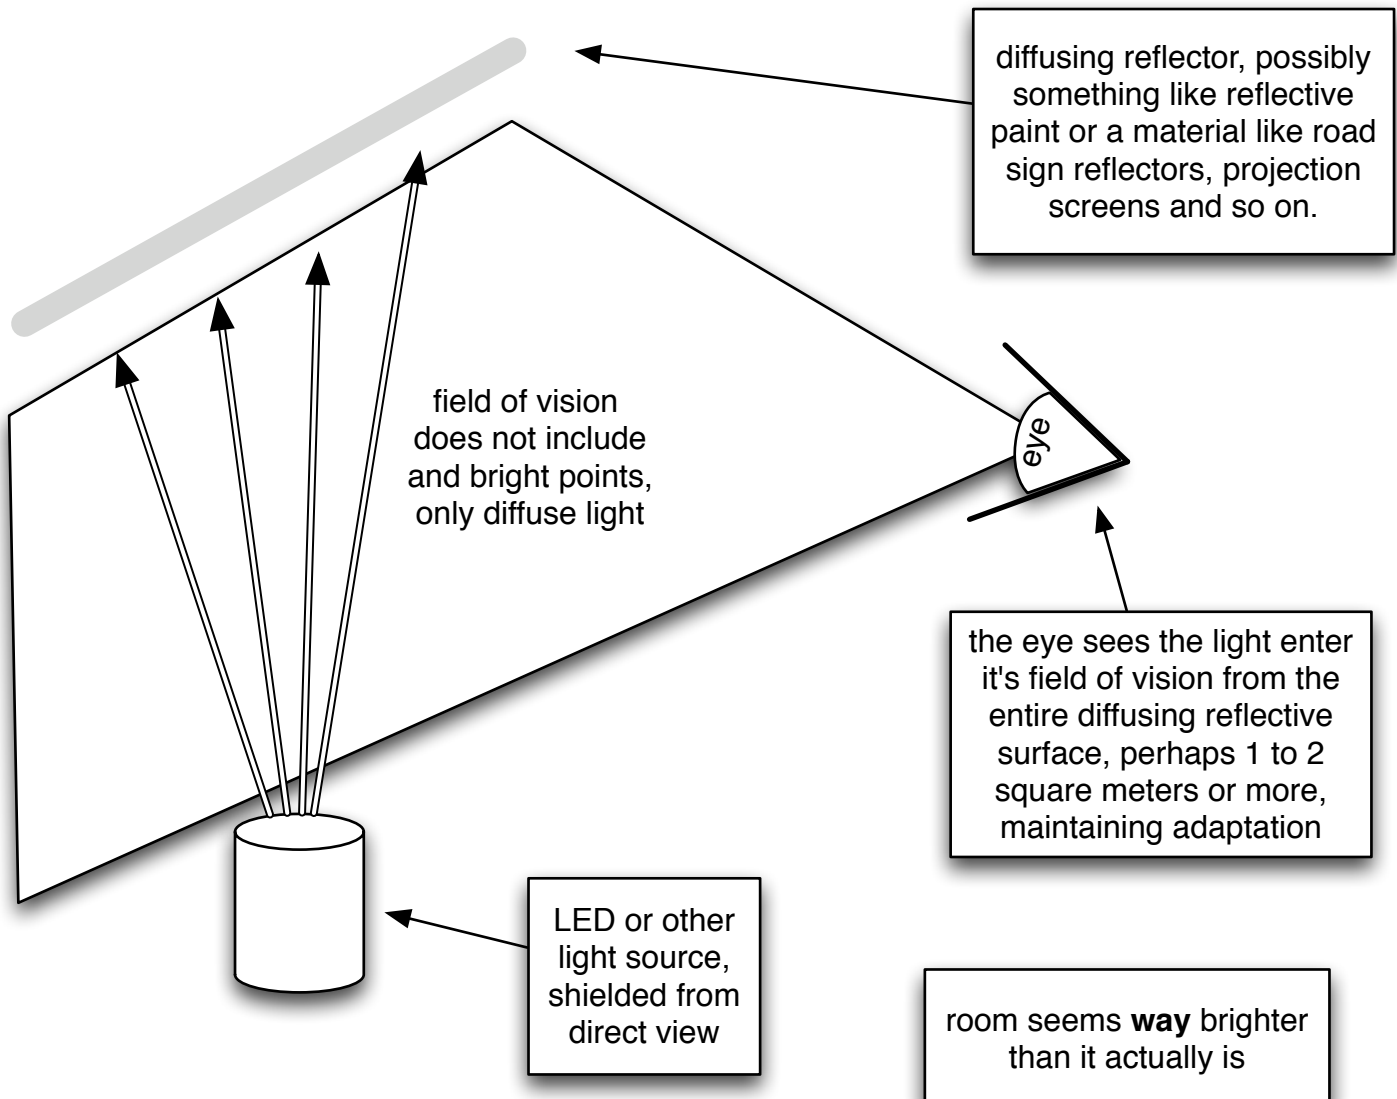 diffusing reflector, possibly
something like reflective
paint or a material like road
sign reflectors, projection
screens and so on.
field of vision
does not include
and bright points,
only diffuse light
eye
the eye sees the light enter
it's field of vision from the
entire diffusing reflective
surface, perhaps 1 to 2
square meters or more,
maintaining adaptation
LED or other
light source,
shielded from
direct view
room seems way brighter
than it actually is